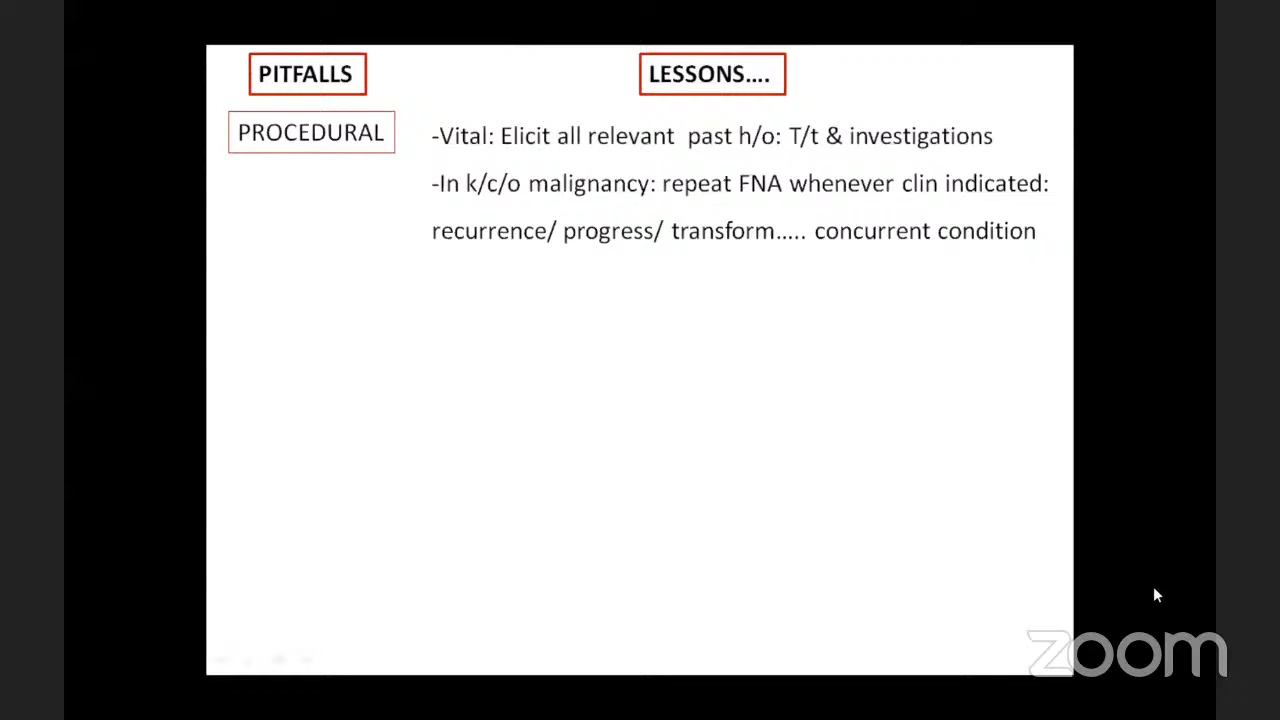 PITFALLS
LESSONS....
PROCEDURAL
-Vital: Elicit all relevant  past h/o: T/t & investigations
-In k/c/o malignancy: repeat FNA whenever clin indicated:
recurrence/ progress/ transform..... concurrent condition
zoom